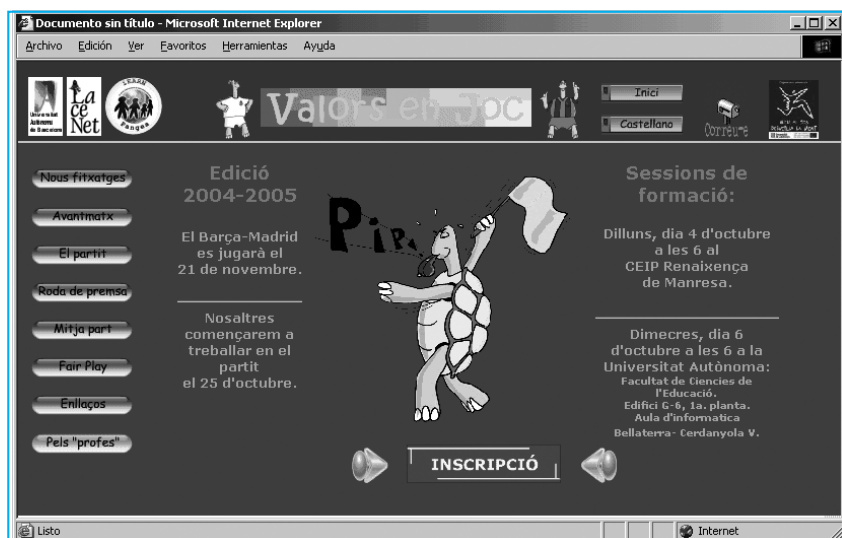 Documento sin título - Microsoft Internet Explorer
Archivo Edición Ver Favoritos Herramientas Ayuda
La
ce
Net
Pangea
Valors en Joc
Inici
Castellano
Correu-e
Nous fitxatges
Avantmatx
El partit
Roda de premsa
Mitja part
Fair Play
Enllaços
Pels "profes"
Edició
2004-2005
El Barça-Madrid
es jugarà el
21 de novembre.
Nosaltres
començarem a
treballar en el
partit
el 25 d'octubre.
Sessions de
formació:
Dilluns, dia 4 d'octubre
a les 6 al
CEIP Renaixença
de Manresa.
Dimecres, dia 6
d'octubre a les 6 a la
Universitat Autònoma:
Facultat de Ciencies de
l'Educació.
Edifici G-6, 1a. planta.
Aula d'informatica
Bellaterra- Cerdanyola V.
INSCRIPCIÓ
Listo
Internet